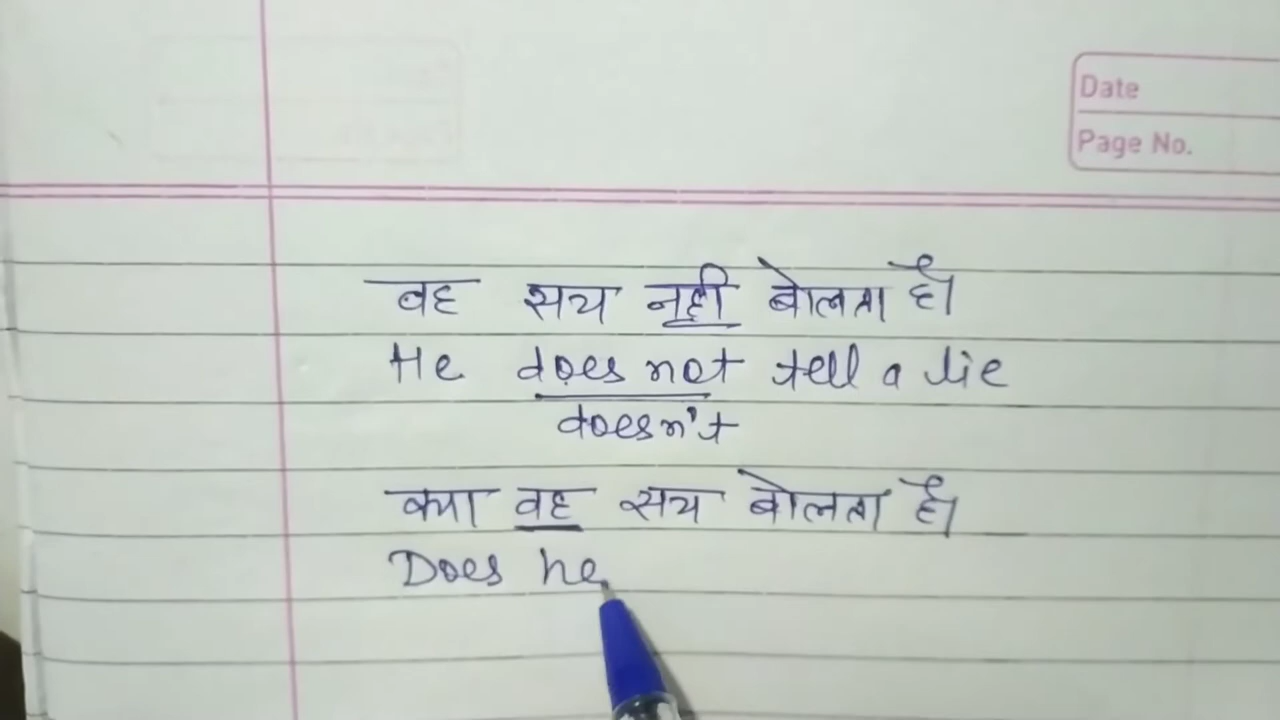 Date
Page No.
वह सच नही बोलता है।
He does not tell a lie
doesn't
क्या वह सच बोलता है।
Does he